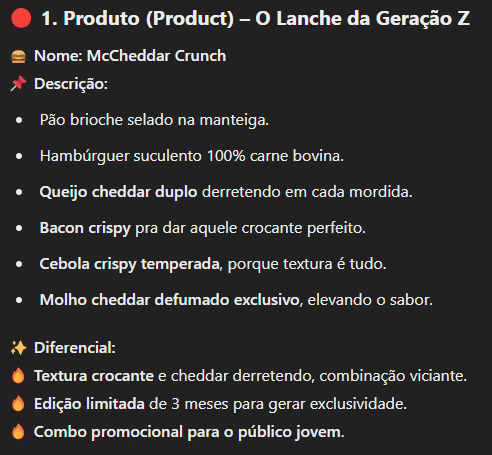 🔴 1. Produto (Product) – O Lanche da Geração Z
🍔 Nome: McCheddar Crunch
📌 Descrição:
• Pão brioche selado na manteiga.
• Hambúrguer suculento 100% carne bovina.
• Queijo cheddar duplo derretendo em cada mordida.
• Bacon crispy pra dar aquele crocante perfeito.
• Cebola crispy temperada, porque textura é tudo.
• Molho cheddar defumado exclusivo, elevando o sabor.
✨ Diferencial:
🔥 Textura crocante e cheddar derretendo, combinação viciante.
🔥 Edição limitada de 3 meses para gerar exclusividade.
🔥 Combo promocional para o público jovem.